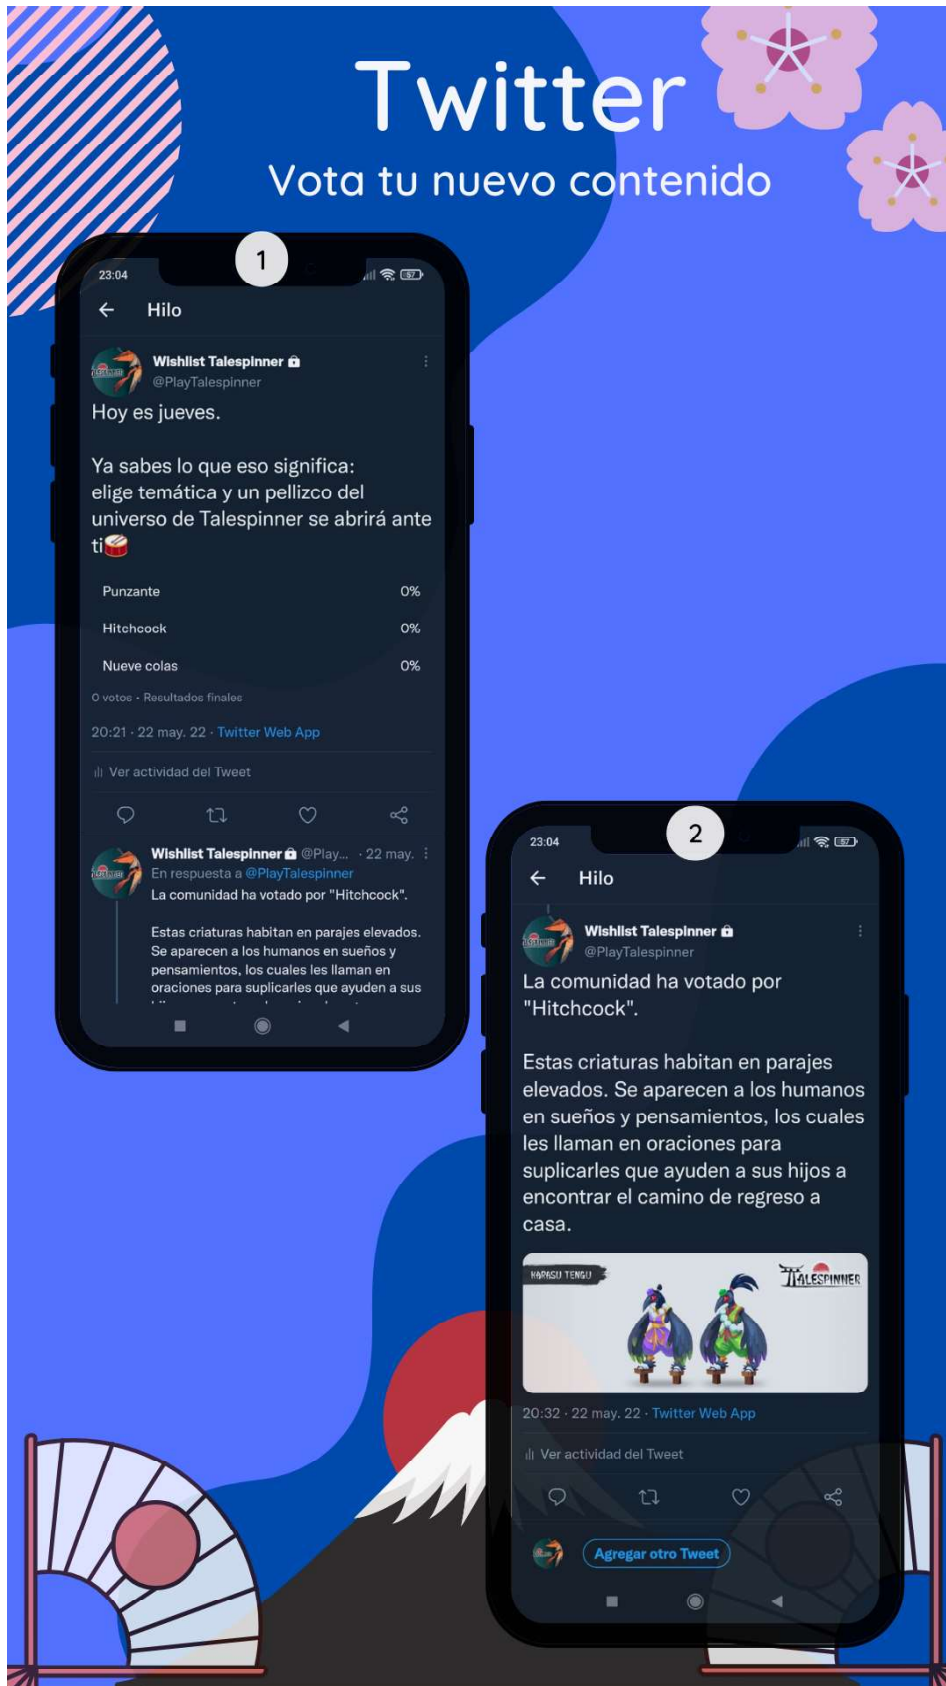 Twitter
Vota tu nuevo contenido
1
23:04
57
Hilo
Wishlist Talespinner
@PlayTalespinner
Hoy es jueves.
Ya sabes lo que eso significa:
elige temática y un pellizco del
universo de Talespinner se abrirá ante
ti🥁
Punzante 0%
Hitchcock 0%
Nueve colas 0%
0 votos - Resultados finales
20:21 · 22 may. 22 · Twitter Web App
Ver actividad del Tweet
Wishlist Talespinner @Play... · 22 may.
En respuesta a @PlayTalespinner
La comunidad ha votado por "Hitchcock".
Estas criaturas habitan en parajes elevados.
Se aparecen a los humanos en sueños y
pensamientos, los cuales les llaman en
oraciones para suplicarles que ayuden a sus
2
23:04
57
Hilo
Wishlist Talespinner
@PlayTalespinner
La comunidad ha votado por
"Hitchcock".
Estas criaturas habitan en parajes
elevados. Se aparecen a los humanos
en sueños y pensamientos, los cuales
les llaman en oraciones para
suplicarles que ayuden a sus hijos a
encontrar el camino de regreso a
casa.
KARASU TENGU
TALESPINNER
20:32 · 22 may. 22 · Twitter Web App
Ver actividad del Tweet
Agregar otro Tweet